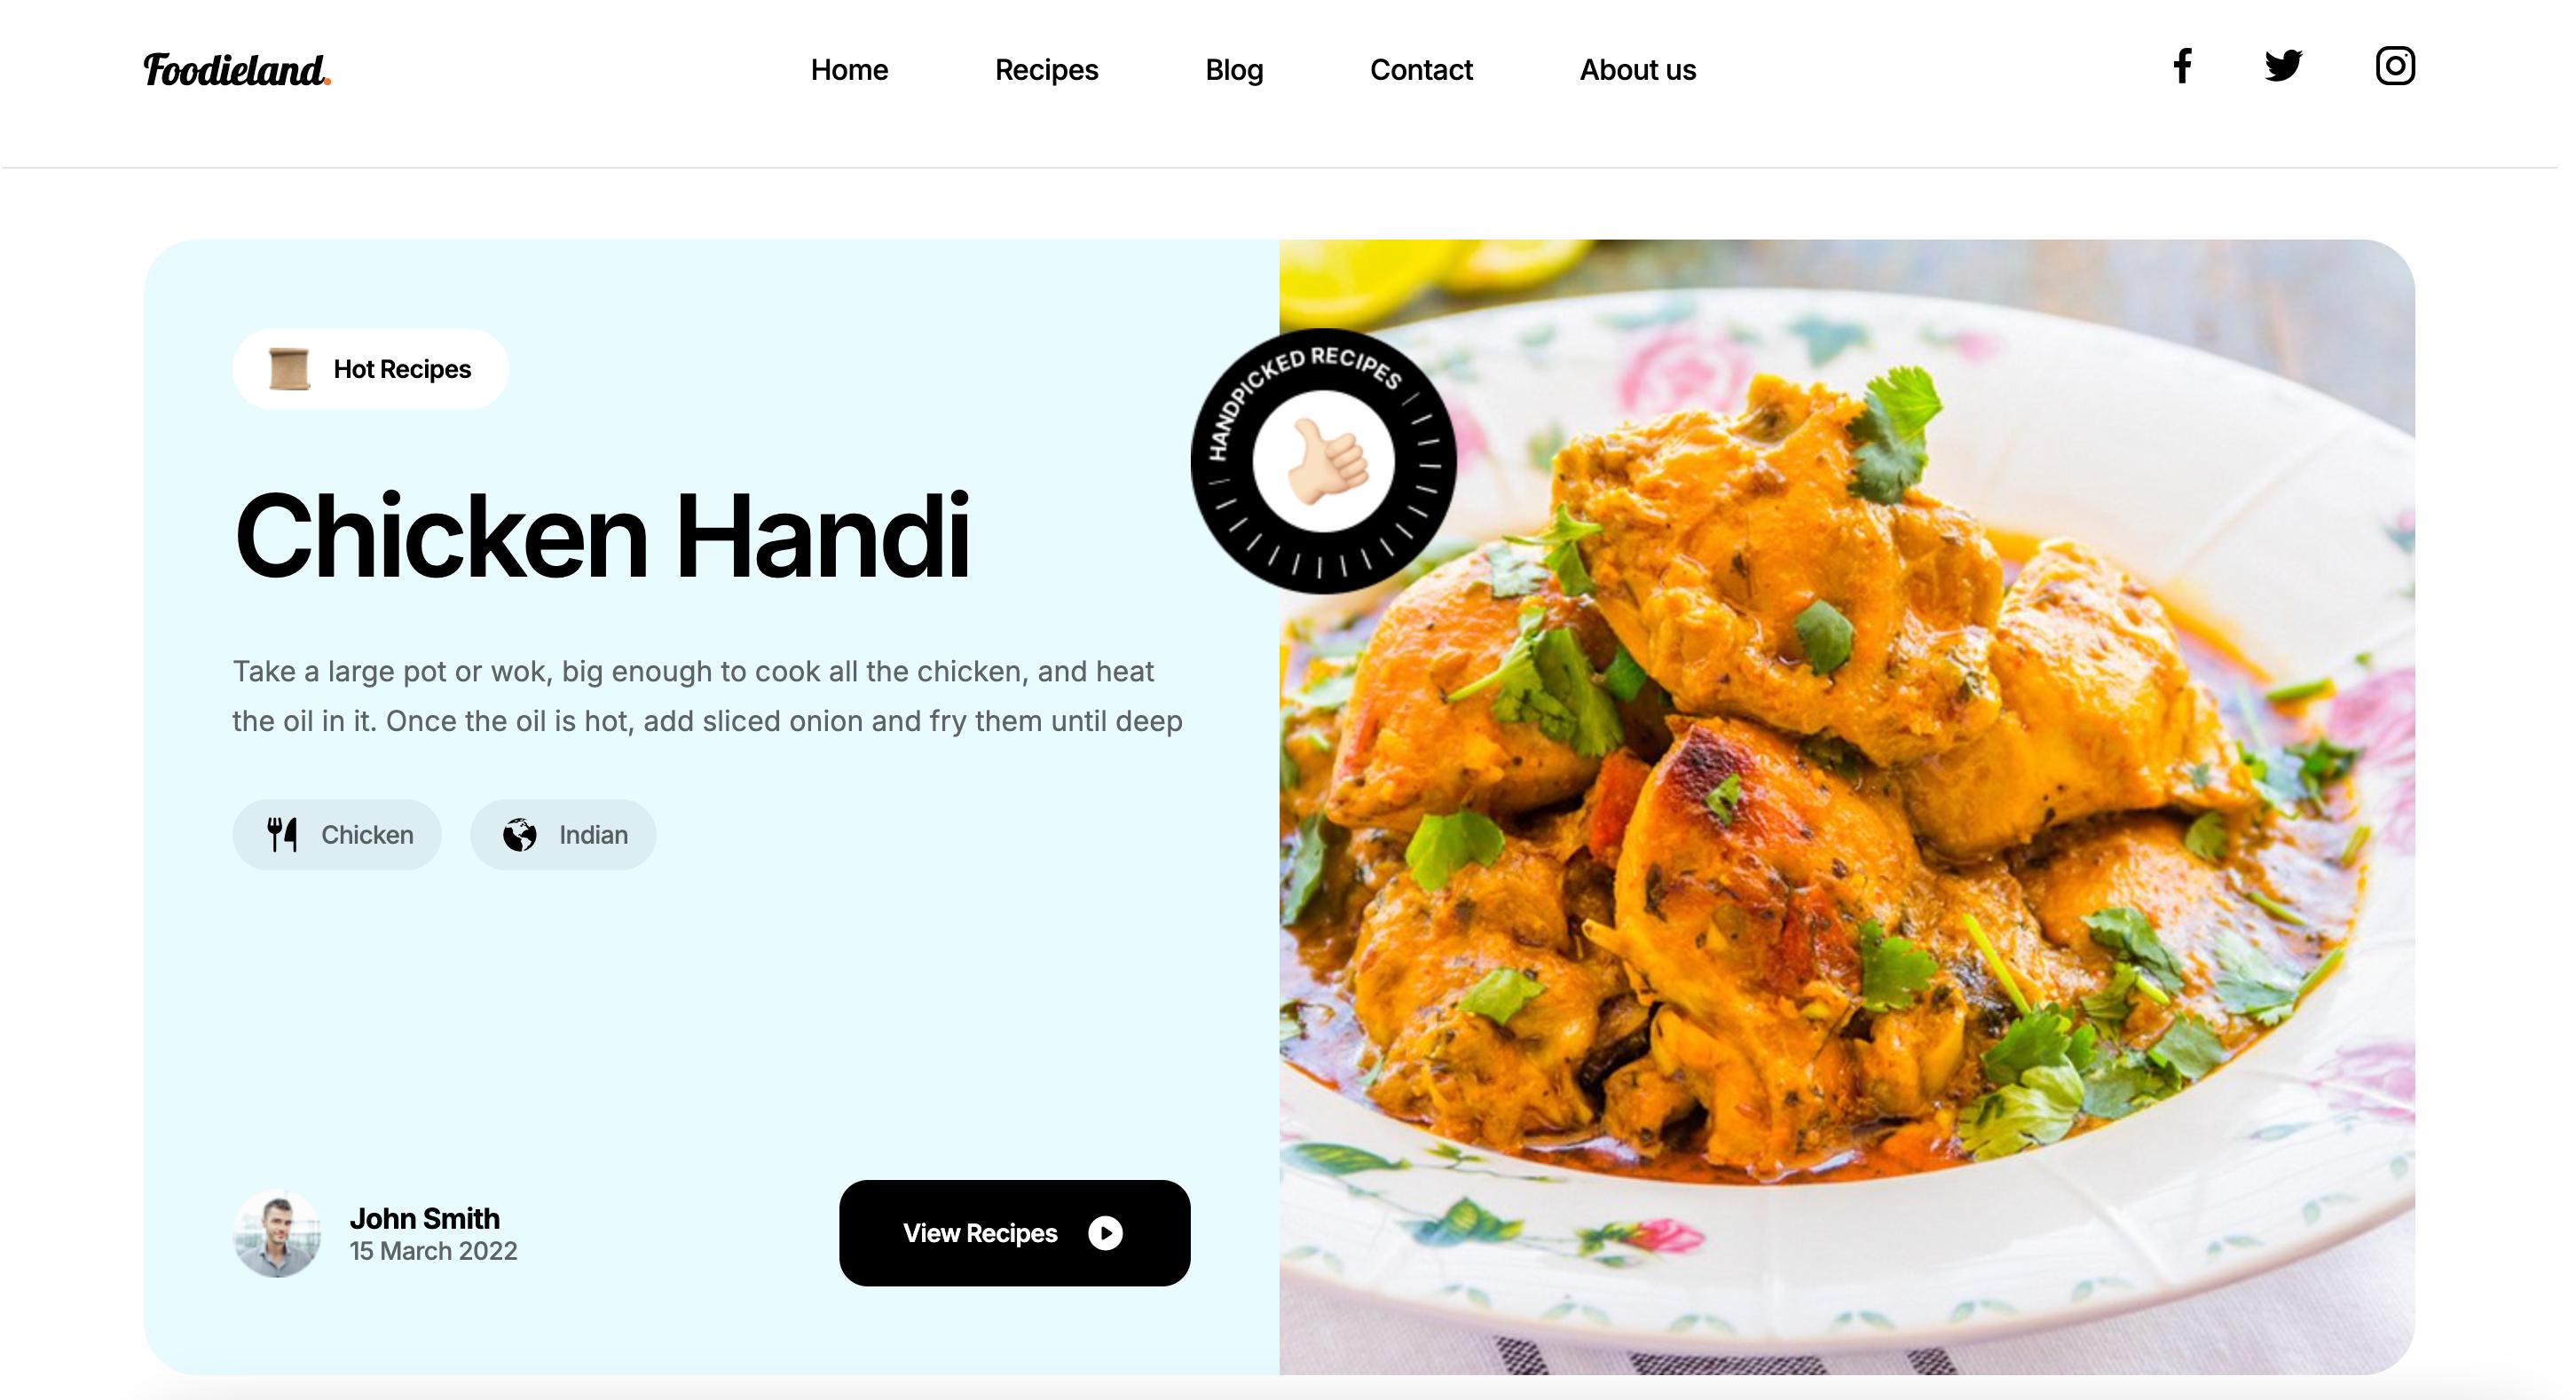 Foodieland.
Home
Recipes
Blog
Contact
About us
Hot Recipes
HANDPICKED RECIPES
Chicken Handi
Take a large pot or wok, big enough to cook all the chicken, and heat
the oil in it. Once the oil is hot, add sliced onion and fry them until deep
Chicken
Indian
John Smith
15 March 2022
View Recipes